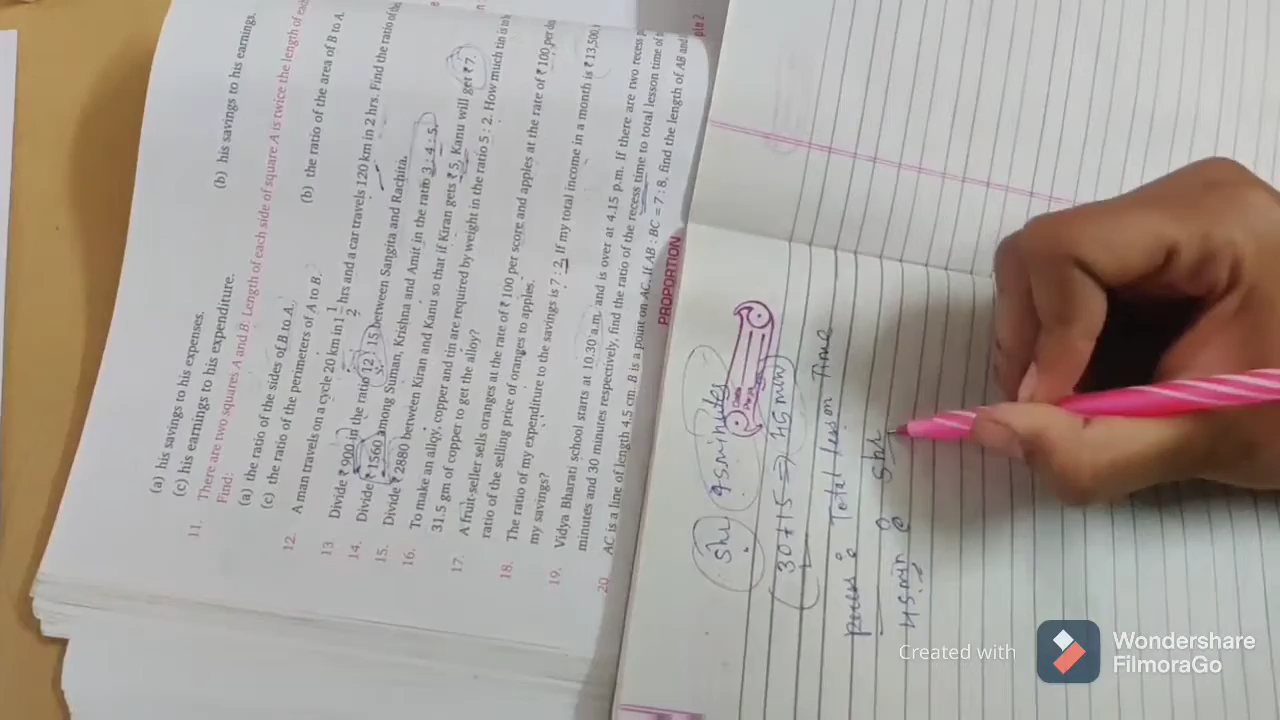 (a) his savings to his expenses.
(b) his savings to his earnings.
(c) his earnings to his expenditure.
11. There are two squares A and B. Length of each side of square A is twice the length of
Find:
(a) the ratio of the sides of B to A.
(b) the ratio of the area of B to A.
(c) the ratio of the perimeters of A to B.
12. A man travels on a cycle 20 km in 1 1/2 hrs and a car travels 120 km in 2 hrs. Find the ratio of
13. Divide ₹ 900 in the ratio 12 : 15 between Sangita and Rachita.
14. Divide ₹ 1560 among Suman, Krishna and Amit in the ratio 3 : 4 : 5.
15. Divide ₹ 2880 between Kiran and Kanu so that if Kiran gets ₹ 5, Kanu will get ₹ 7.
16. To make an alloy, copper and tin are required by weight in the ratio 5 : 2. How much tin is
31.5 gm of copper to get the alloy?
17. A fruit-seller sells oranges at the rate of ₹ 100 per score and apples at the rate of ₹ 100 per
ratio of the selling price of oranges to apples.
18. The ratio of my expenditure to the savings is 7 : 2. If my total income in a month is ₹ 13,500,
my savings?
19. Vidya Bharati school starts at 10.30 a.m. and is over at 4.15 p.m. If there are two recess
minutes and 30 minutes respectively, find the ratio of the recess time to total lesson time of
20. AC is a line of length 4.5 cm. B is a point on AC. If AB : BC = 7 : 8, find the length of AB and
PROPORTION
5hr 45 minutes
30+15 => 45 min
Total lesson Time
45 min : 5hr
Created with
Wondershare
FilmoraGo